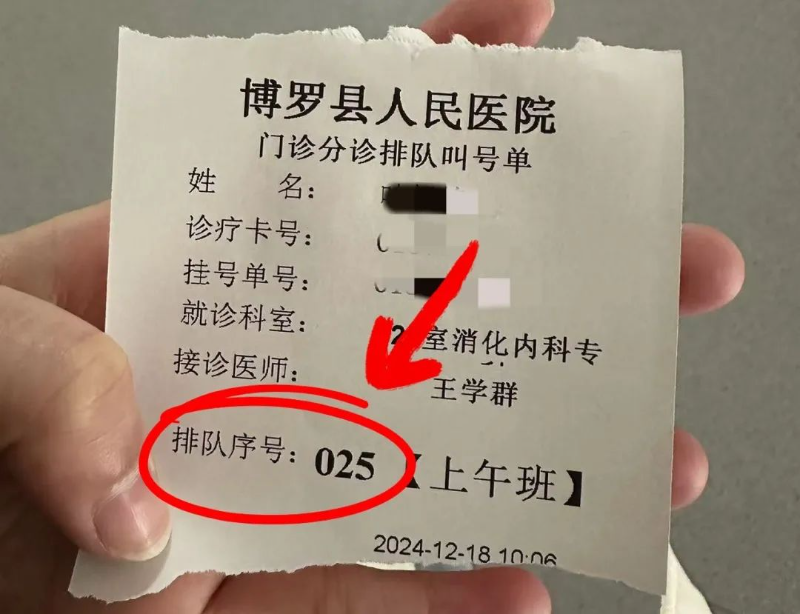 博罗县人民医院
门诊分诊排队叫号单
姓 名：
诊疗卡号：
挂号单号：
就诊科室： 室消化内科专
接诊医师： 王学群
排队序号：025 【上午班】
2024-12-18 10:06